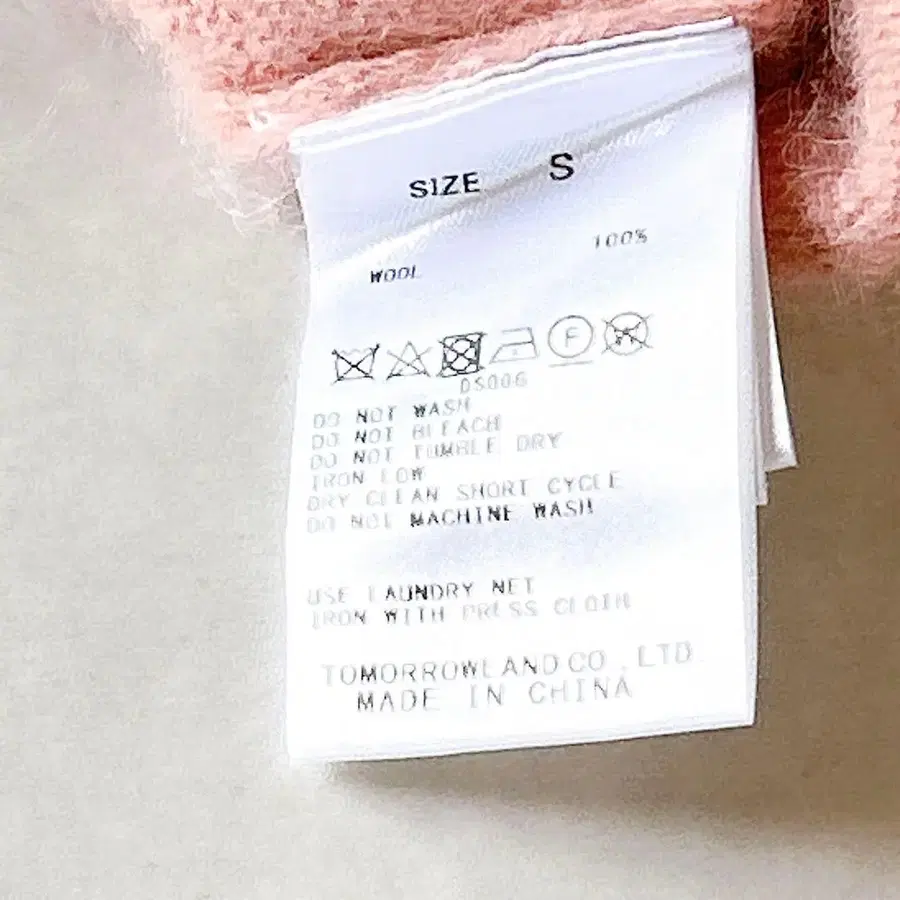 SIZE S
100%
WOOL
F
W
DS006
DO NOT WASH
DO NOT BLEACH
DO NOT TUMBLE DRY
IRON LOW
DRY CLEAN SHORT CYCLE
DO NOT MACHINE WASH
USE LAUNDRY NET
IRON WITH PRESS CLOTH
TOMORROWLAND CO., LTD.
MADE IN CHINA